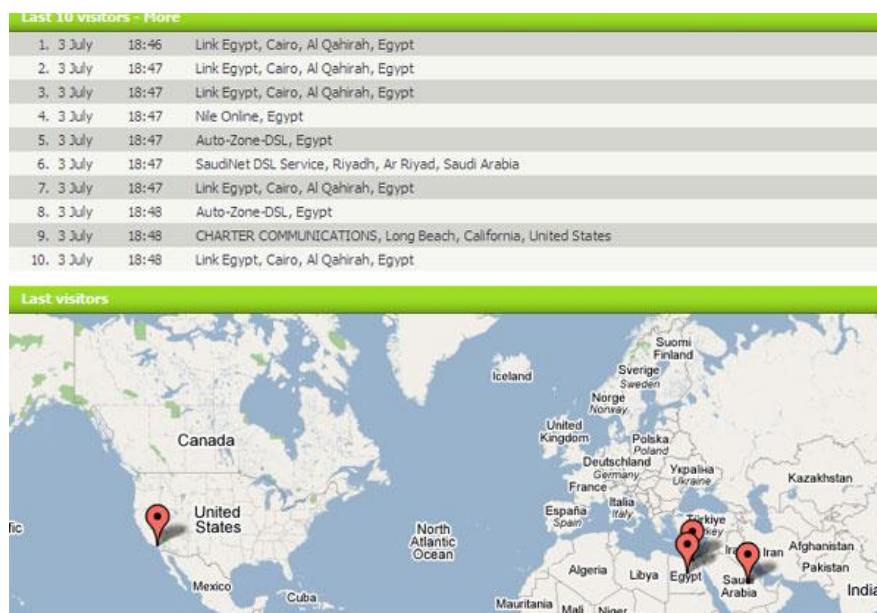 Last 10 visitors - More
1. 3 July 18:46 Link Egypt, Cairo, Al Qahirah, Egypt
2. 3 July 18:47 Link Egypt, Cairo, Al Qahirah, Egypt
3. 3 July 18:47 Link Egypt, Cairo, Al Qahirah, Egypt
4. 3 July 18:47 Nile Online, Egypt
5. 3 July 18:47 Auto-Zone-DSL, Egypt
6. 3 July 18:47 SaudiNet DSL Service, Riyadh, Ar Riyad, Saudi Arabia
7. 3 July 18:47 Link Egypt, Cairo, Al Qahirah, Egypt
8. 3 July 18:48 Auto-Zone-DSL, Egypt
9. 3 July 18:48 CHARTER COMMUNICATIONS, Long Beach, California, United States
10. 3 July 18:48 Link Egypt, Cairo, Al Qahirah, Egypt
Last visitors
Suomi
Finland
Iceland
Sverige
Sweden
Norge
Norway
United
Kingdom
Polska
Poland
Canada
Deutschland
Germany
Україна
Ukraine
France
Kazakhstan
Italia
Italy
España
Spain
United
States
Türkiye
North
Atlantic
Ocean
Iran
Afghanistan
Pakistan
Algeria
Libya
Egypt
Saudi
Arabia
India
Mexico
Cuba
Mauritania
Mali
Niger